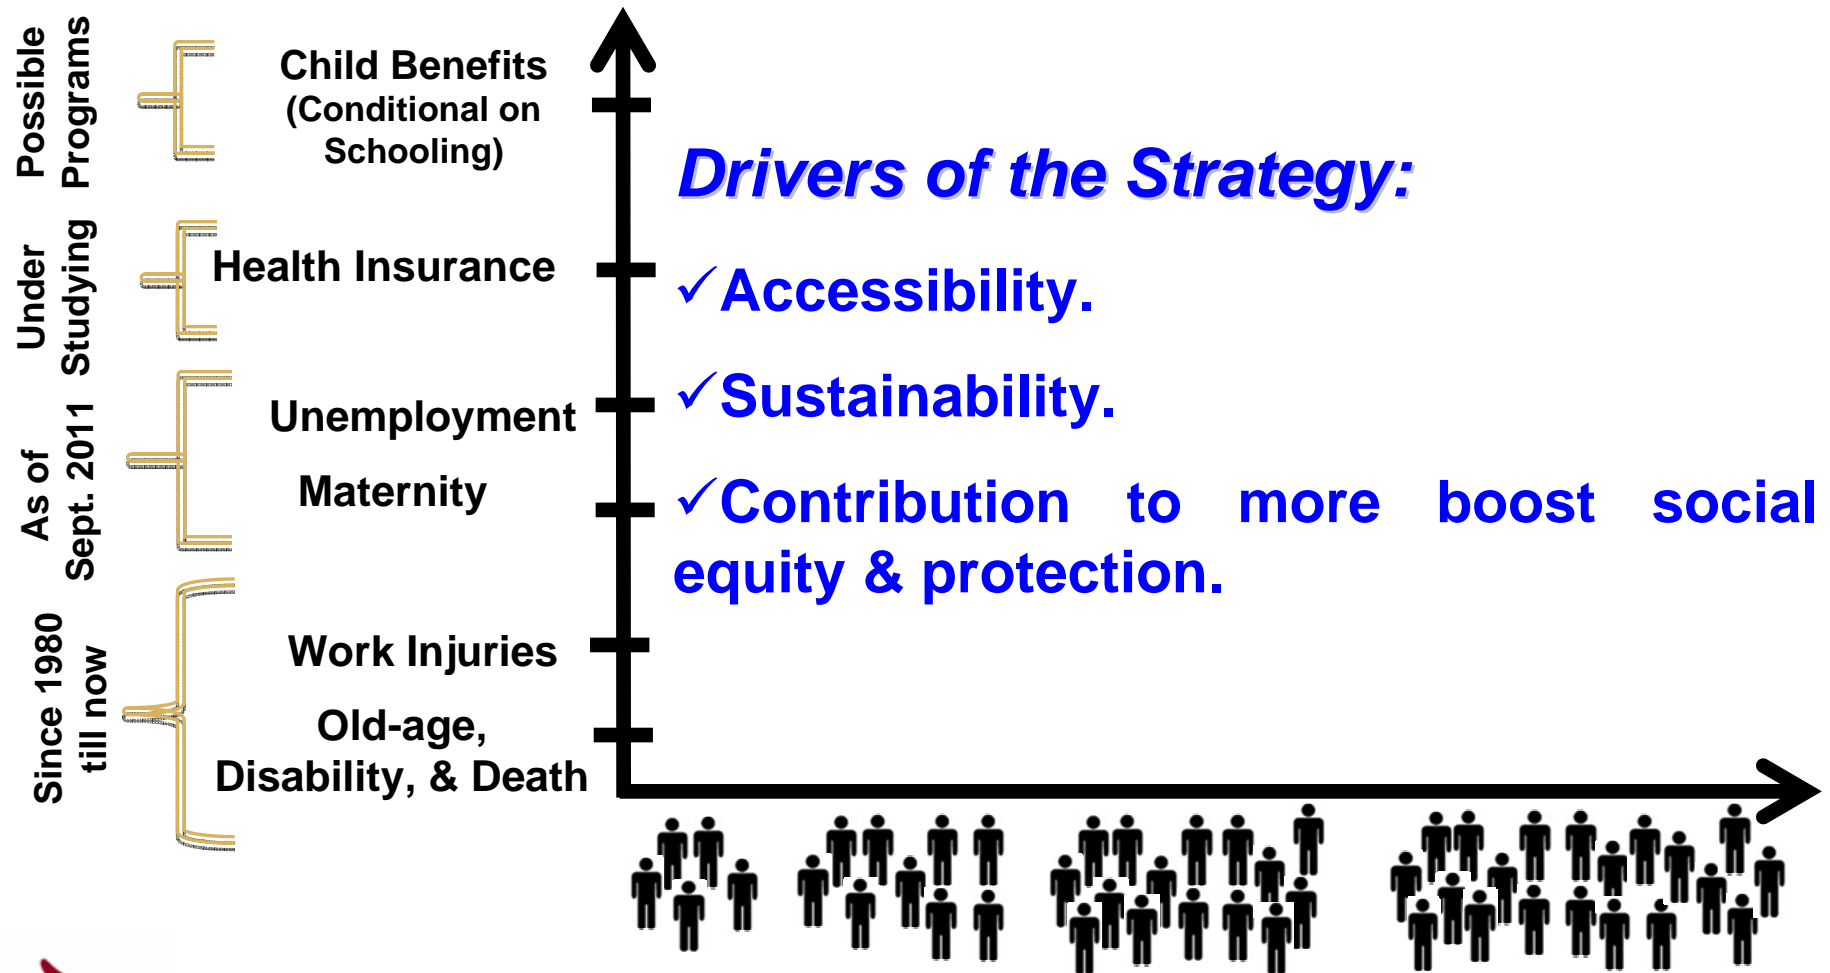 Possible
Programs
Child Benefits
(Conditional on
Schooling)
Under
Studying
Health Insurance
As of
Sept. 2011
Unemployment
Maternity
Since 1980
till now
Work Injuries
Old-age,
Disability, & Death
Drivers of the Strategy:
✓Accessibility.
✓Sustainability.
✓Contribution to more boost social
equity & protection.